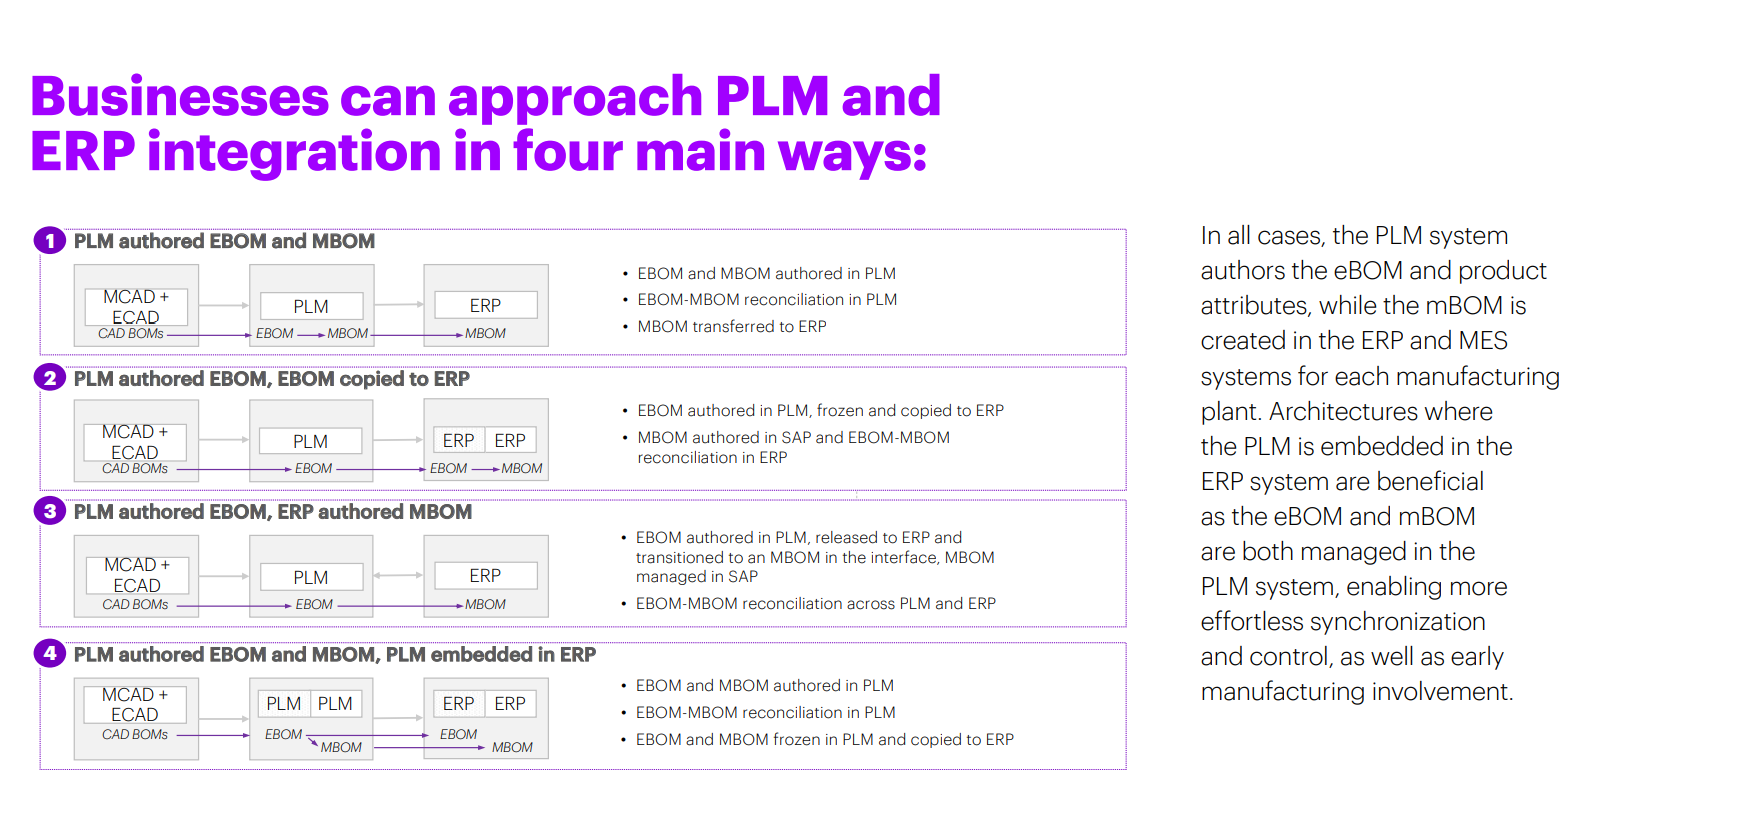 Businesses can approach PLM and
ERP integration in four main ways:
1 PLM authored EBOM and MBOM
MCAD +
ECAD
PLM
ERP
CAD BOMs
EBOM
MBOM
MBOM
• EBOM and MBOM authored in PLM
• EBOM-MBOM reconciliation in PLM
• MBOM transferred to ERP
2 PLM authored EBOM, EBOM copied to ERP
MCAD +
ECAD
PLM
ERP
ERP
CAD BOMs
EBOM
EBOM
MBOM
• EBOM authored in PLM, frozen and copied to ERP
• MBOM authored in SAP and EBOM-MBOM
reconciliation in ERP
3 PLM authored EBOM, ERP authored MBOM
MCAD +
ECAD
PLM
ERP
CAD BOMs
EBOM
MBOM
• EBOM authored in PLM, released to ERP and
transitioned to an MBOM in the interface, MBOM
managed in SAP
• EBOM-MBOM reconciliation across PLM and ERP
4 PLM authored EBOM and MBOM, PLM embedded in ERP
MCAD +
ECAD
PLM
PLM
ERP
ERP
CAD BOMs
EBOM
MBOM
EBOM
MBOM
• EBOM and MBOM authored in PLM
• EBOM-MBOM reconciliation in PLM
• EBOM and MBOM frozen in PLM and copied to ERP
In all cases, the PLM system
authors the eBOM and product
attributes, while the mBOM is
created in the ERP and MES
systems for each manufacturing
plant. Architectures where
the PLM is embedded in the
ERP system are beneficial
as the eBOM and mBOM
are both managed in the
PLM system, enabling more
effortless synchronization
and control, as well as early
manufacturing involvement.